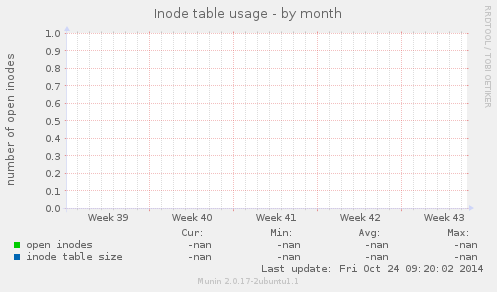 Inode table usage - by month
RRDTOOL / TOBI OETIKER
number of open inodes
1.0
0.9
0.8
0.7
0.6
0.5
0.4
0.3
0.2
0.1
0.0
Week 39 Week 40 Week 41 Week 42 Week 43
Cur: Min: Avg: Max:
open inodes -nan -nan -nan -nan
inode table size -nan -nan -nan -nan
Last update: Fri Oct 24 09:20:02 2014
Munin 2.0.17-2ubuntu1.1